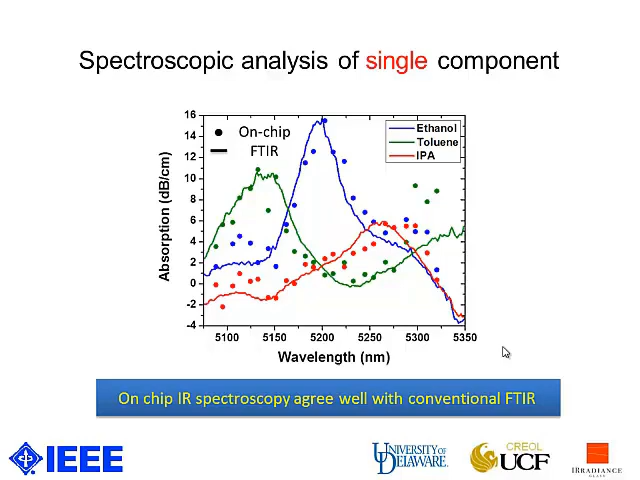 Spectroscopic analysis of single component
On-chip
FTIR
Ethanol
Toluene
IPA
Absorption (dB/cm)
16
14
12
10
8
6
4
2
0
-2
-4
5100
5150
5200
5250
5300
5350
Wavelength (nm)
On chip IR spectroscopy agree well with conventional FTIR
IEEE
UNIVERSITY OF
DELAWARE.
CREOL
UCF
IRRADIANCE
GLASS